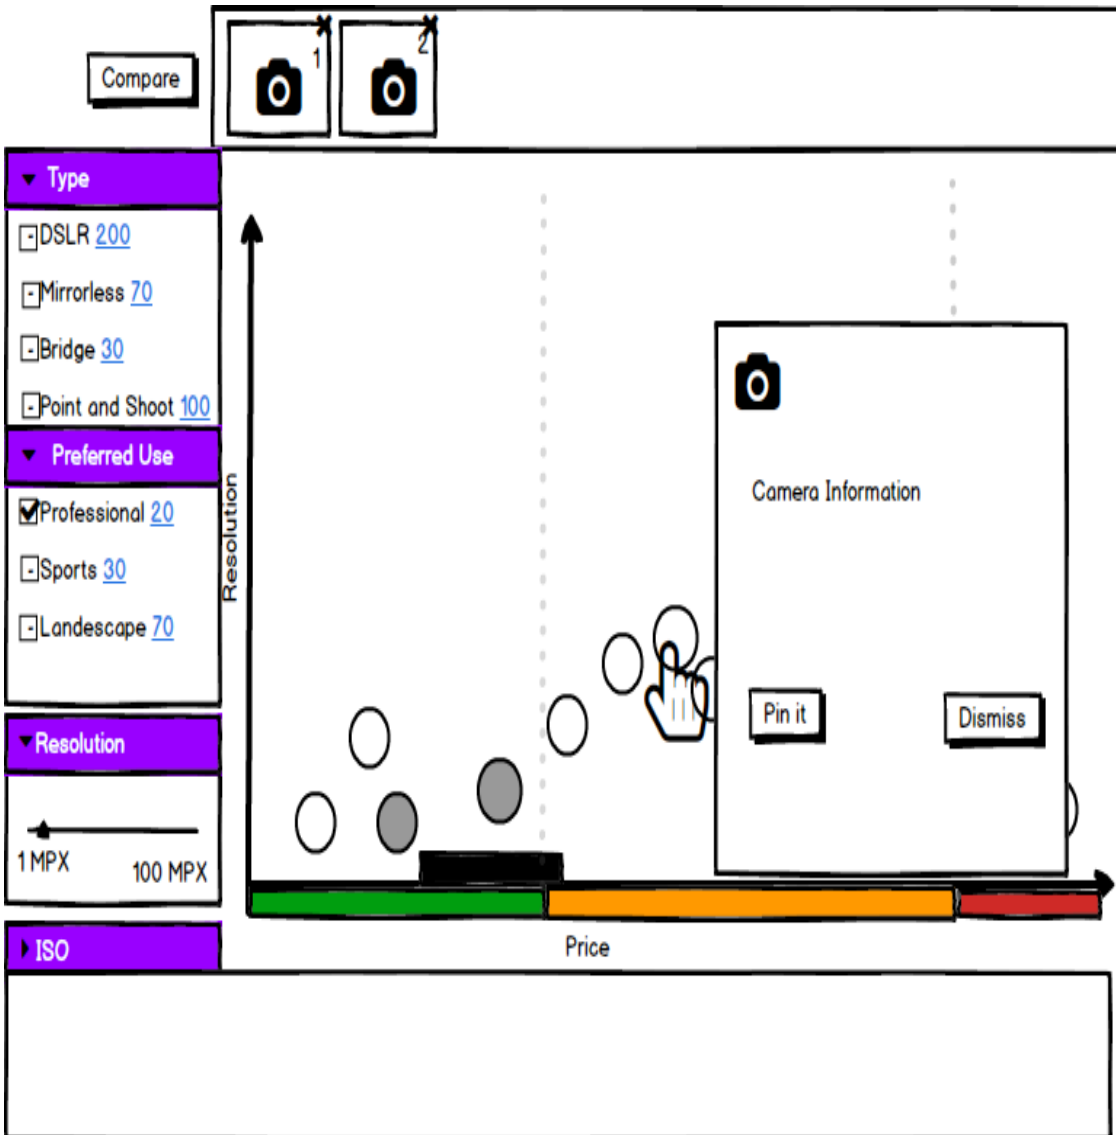 Compare
1
2
Type
DSLR 200
Mirrorless 70
Bridge 30
Point and Shoot 100
Preferred Use
Professional 20
Sports 30
Landescape 70
Resolution
1 MPX
100 MPX
ISO
Resolution
Camera Information
Pin it
Dismiss
Price